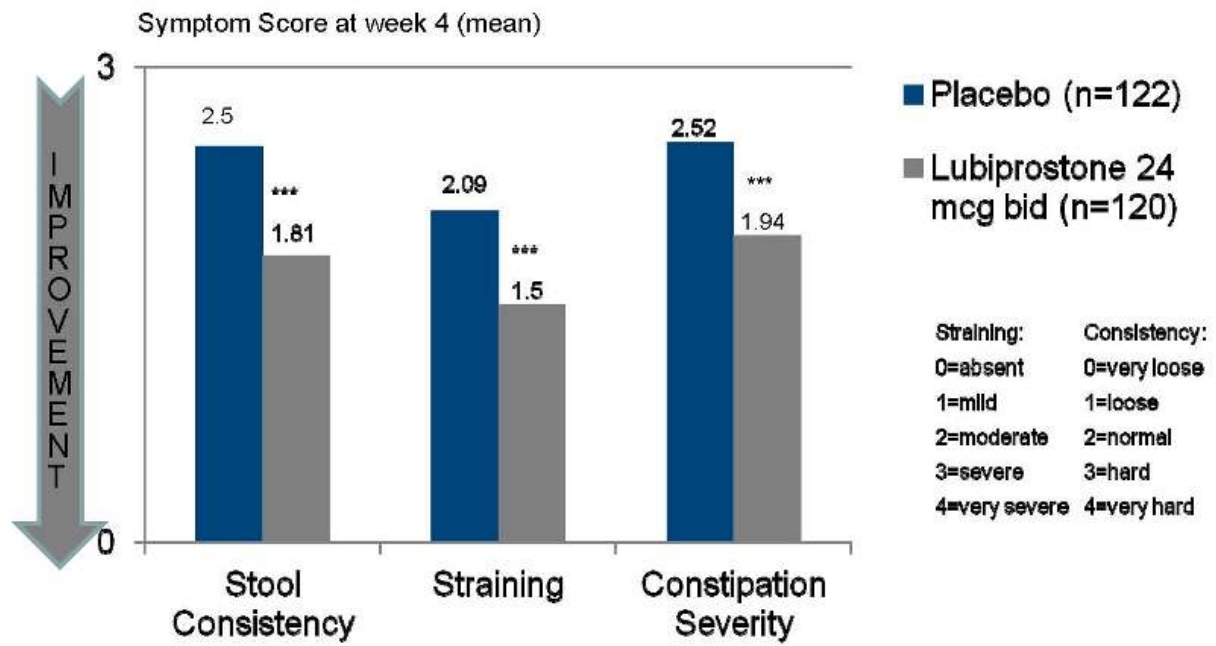 Symptom Score at week 4 (mean)
3
0
IMPROVEMENT
2.5
***
1.81
2.09
***
1.5
2.52
***
1.94
Stool
Consistency
Straining
Constipation
Severity
Placebo (n=122)
Lubiprostone 24
mcg bid (n=120)
Straining: Consistency:
0=absent 0=very loose
1=mild 1=loose
2=moderate 2=normal
3=severe 3=hard
4=very severe 4=very hard